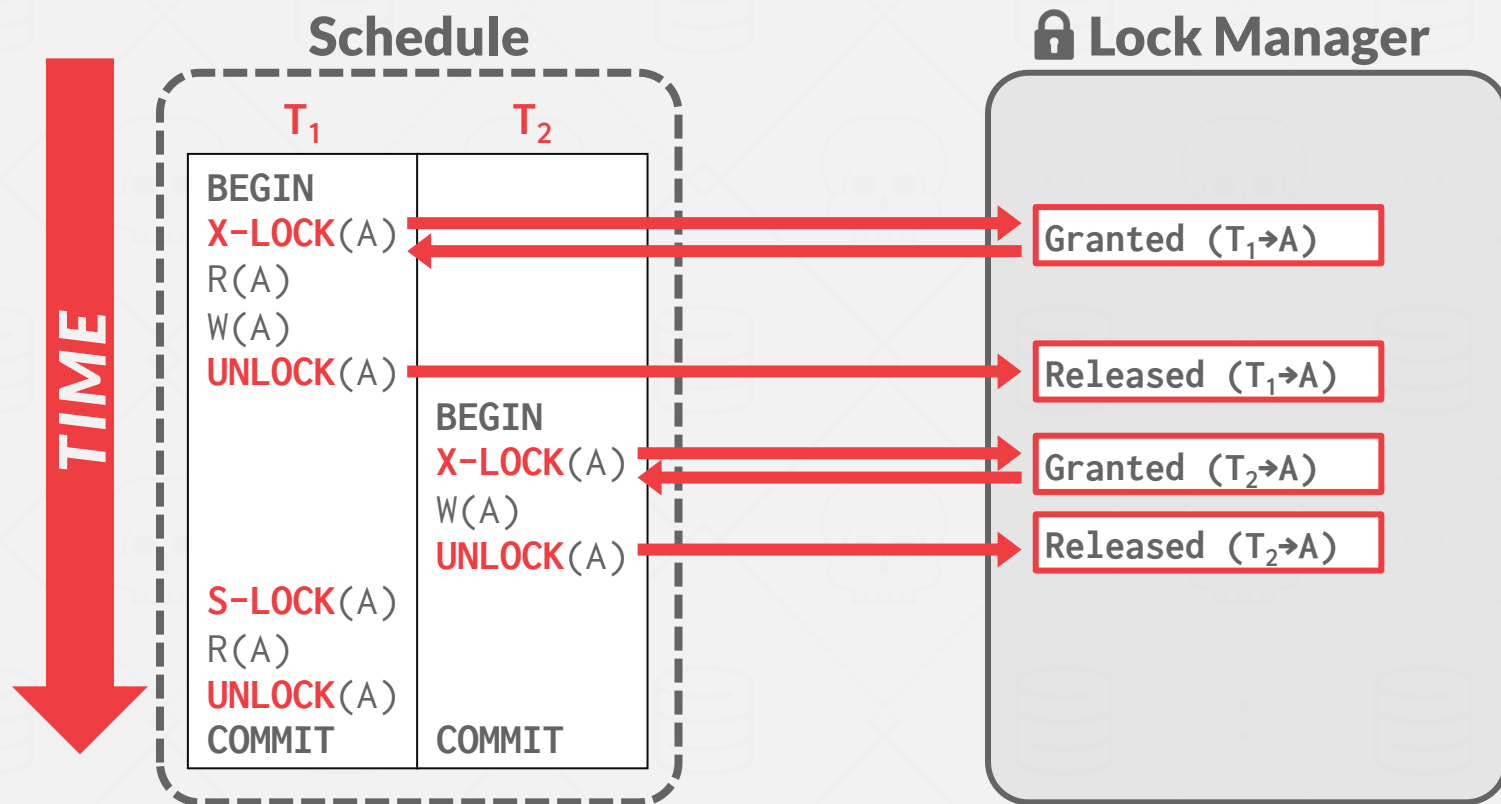 Schedule
Lock Manager
TIME
T₁ T₂
BEGIN
X-LOCK(A)
R(A)
W(A)
UNLOCK(A)
BEGIN
X-LOCK(A)
W(A)
UNLOCK(A)
S-LOCK(A)
R(A)
UNLOCK(A)
COMMIT COMMIT
Granted (T₁→A)
Released (T₁→A)
Granted (T₂→A)
Released (T₂→A)